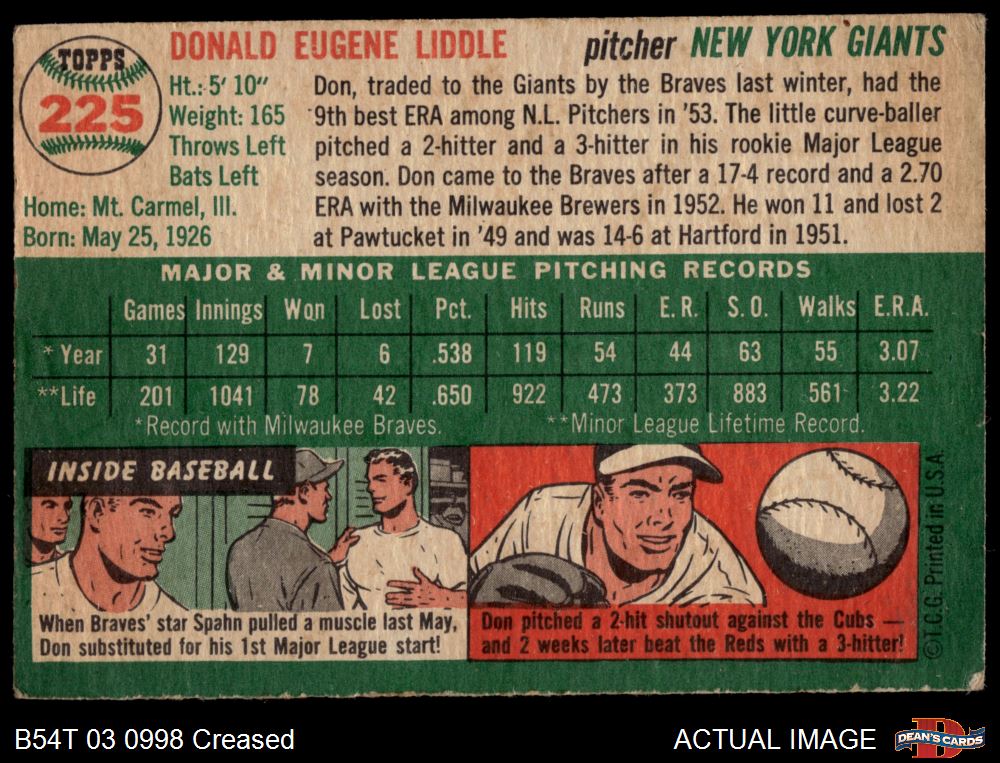 TOPPS
225
DONALD EUGENE LIDDLE
pitcher NEW YORK GIANTS
Ht.: 5' 10"
Weight: 165
Throws Left
Bats Left
Home: Mt. Carmel, Ill.
Born: May 25, 1926
Don, traded to the Giants by the Braves last winter, had the
9th best ERA among N.L. Pitchers in '53. The little curve-baller
pitched a 2-hitter and a 3-hitter in his rookie Major League
season. Don came to the Braves after a 17-4 record and a 2.70
ERA with the Milwaukee Brewers in 1952. He won 11 and lost 2
at Pawtucket in '49 and was 14-6 at Hartford in 1951.
MAJOR & MINOR LEAGUE PITCHING RECORDS
Games Innings Won Lost Pct. Hits Runs E.R. S.O. Walks E.R.A.
* Year 31 129 7 6 .538 119 54 44 63 55 3.07
**Life 201 1041 78 42 .650 922 473 373 883 561 3.22
*Record with Milwaukee Braves. **Minor League Lifetime Record.
INSIDE BASEBALL
When Braves' star Spahn pulled a muscle last May,
Don substituted for his 1st Major League start!
Don pitched a 2-hit shutout against the Cubs —
and 2 weeks later beat the Reds with a 3-hitter!
©T.C.G. Printed in U.S.A.
B54T 03 0998 Creased
ACTUAL IMAGE
DEAN'S CARDS